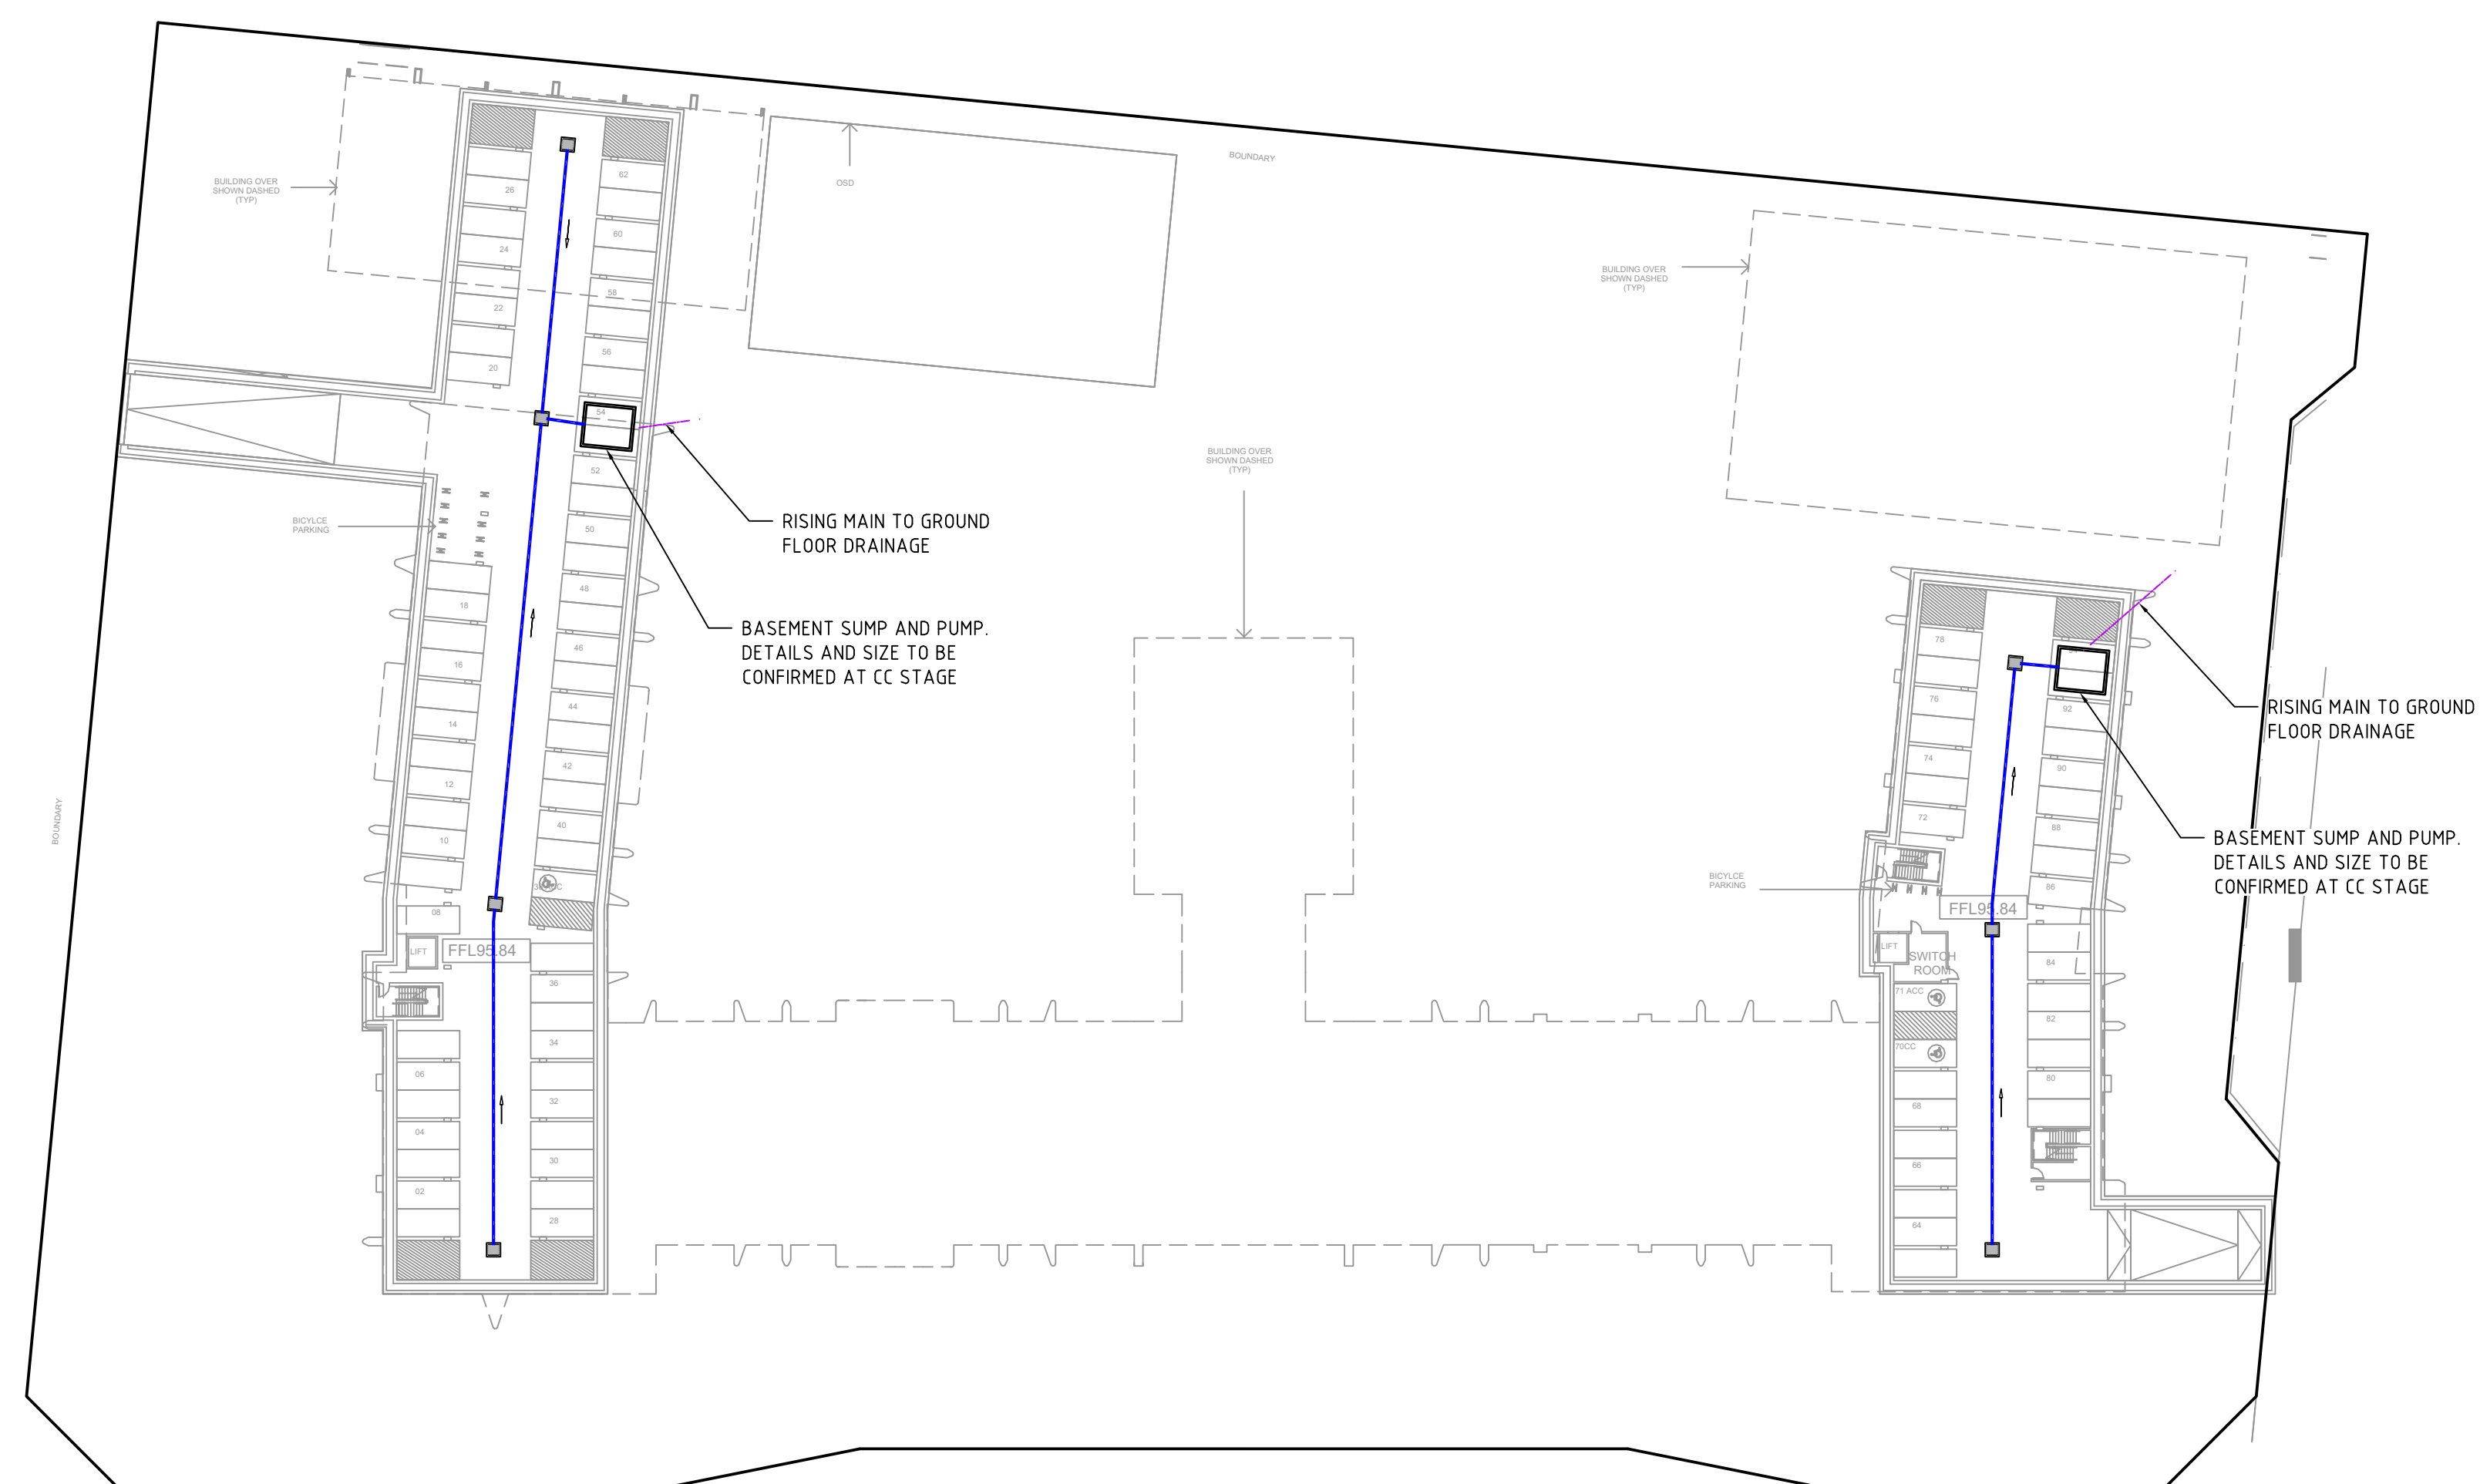 BOUNDARY
OSD
BUILDING OVER
SHOWN DASHED
(TYP)
26
24
22
20
62
60
58
56
54
52
50
48
46
44
42
40
BUILDING OVER
SHOWN DASHED
(TYP)
BUILDING OVER
SHOWN DASHED
(TYP)
RISING MAIN TO GROUND
FLOOR DRAINAGE
BASEMENT SUMP AND PUMP.
DETAILS AND SIZE TO BE
CONFIRMED AT CC STAGE
BICYLCE
PARKING
18
16
14
12
10
08
LIFT
FFL95.84
36
34
32
30
28
06
04
02
BOUNDARY
78
76
74
72
92
90
88
86
RISING MAIN TO GROUND
FLOOR DRAINAGE
BASEMENT SUMP AND PUMP.
DETAILS AND SIZE TO BE
CONFIRMED AT CC STAGE
BICYLCE
PARKING
FFL95.84
LIFT
SWITCH
ROOM
71 ACC
70CC
84
82
80
68
66
64